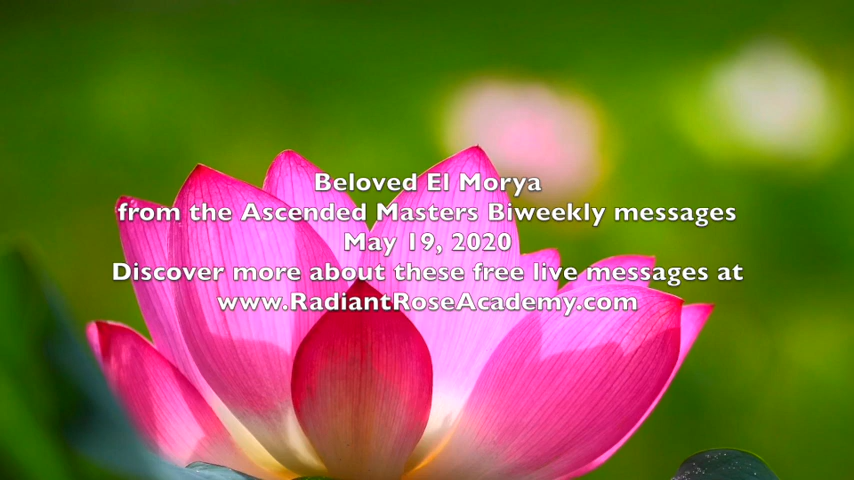 Beloved El Morya
from the Ascended Masters Biweekly messages
May 19, 2020
Discover more about these free live messages at
www.RadiantRoseAcademy.com